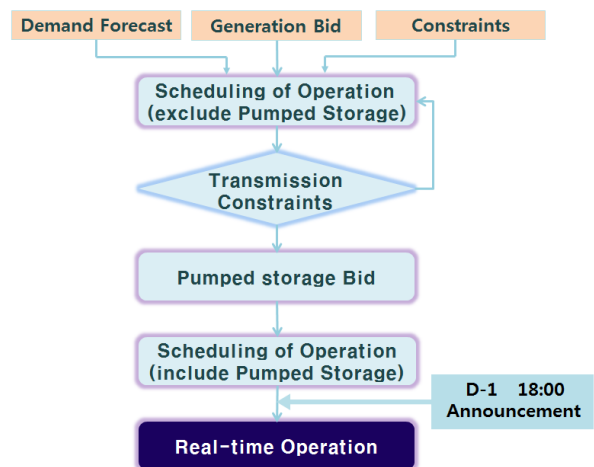 Demand Forecast
Generation Bid
Constraints
Scheduling of Operation
(exclude Pumped Storage)
Transmission
Constraints
Pumped storage Bid
Scheduling of Operation
(include Pumped Storage)
D-1 18:00
Announcement
Real-time Operation